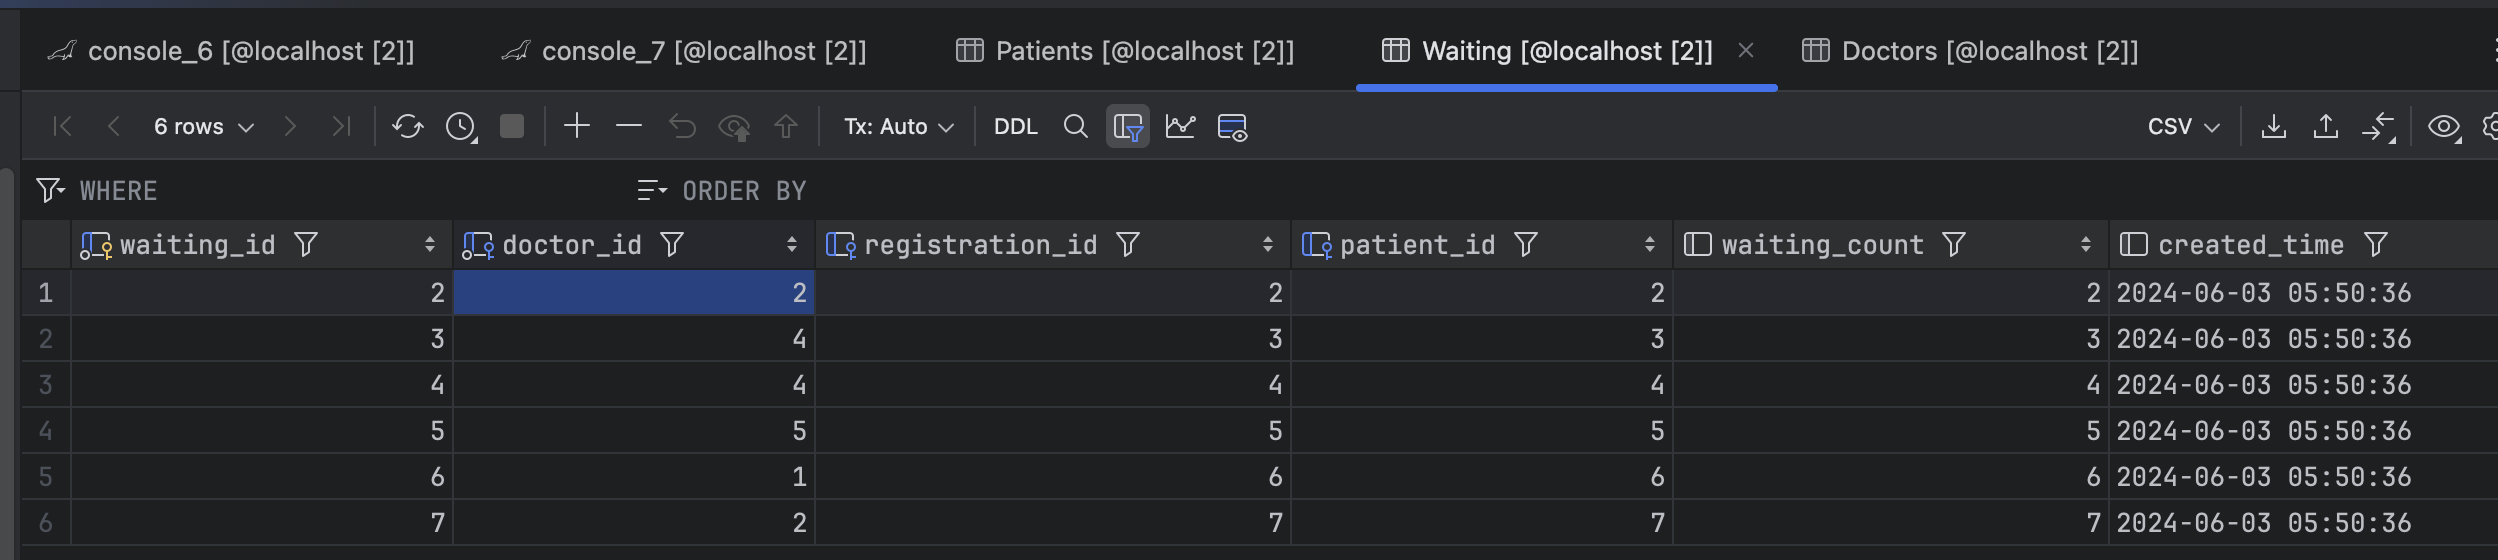 console_6 [@localhost [2]] console_7 [@localhost [2]] Patients [@localhost [2]] Waiting [@localhost [2]] Doctors [@localhost [2]]
6 rows Tx: Auto DDL CSV
WHERE ORDER BY
waiting_id doctor_id registration_id patient_id waiting_count created_time
1 2 2 2 2 2 2024-06-03 05:50:36
2 3 4 3 3 3 2024-06-03 05:50:36
3 4 4 4 4 4 2024-06-03 05:50:36
4 5 5 5 5 5 2024-06-03 05:50:36
5 6 1 6 6 6 2024-06-03 05:50:36
6 7 2 7 7 7 2024-06-03 05:50:36